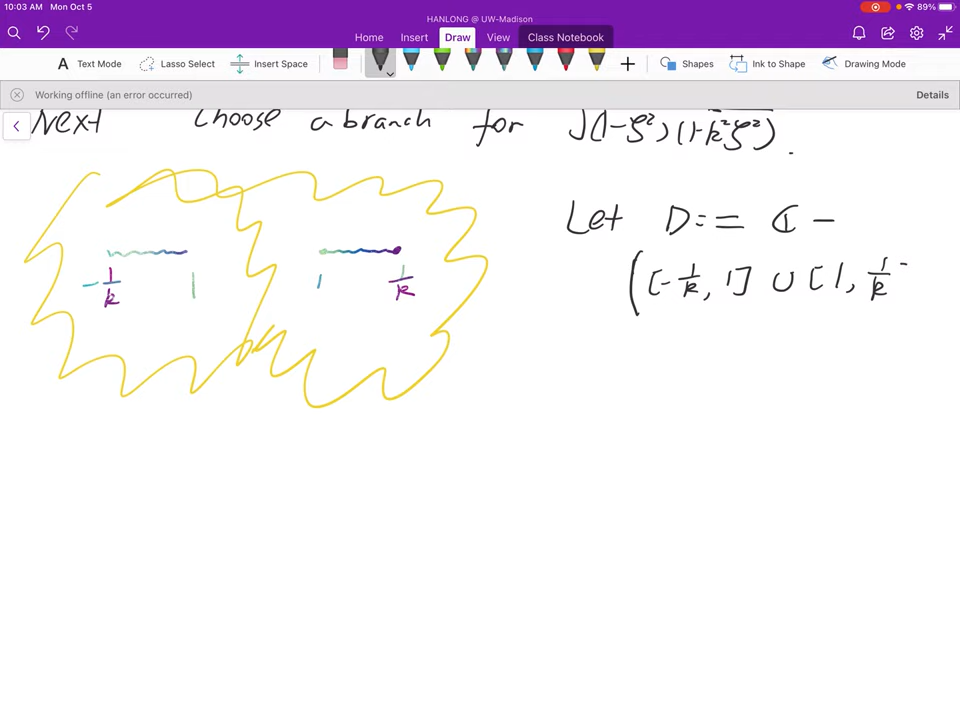 10:03 AM Mon Oct 5
89%
HANLONG @ UW-Madison
Home Insert Draw View Class Notebook
A Text Mode Lasso Select Insert Space Shapes Ink to Shape Drawing Mode
Working offline (an error occurred) Details
Next choose a branch for √(1-ζ²)(1-k²ζ²).
Let D:== ℂ -
([-1/k, 1] ∪ [1, 1/k
-1/k 1 1 1/k